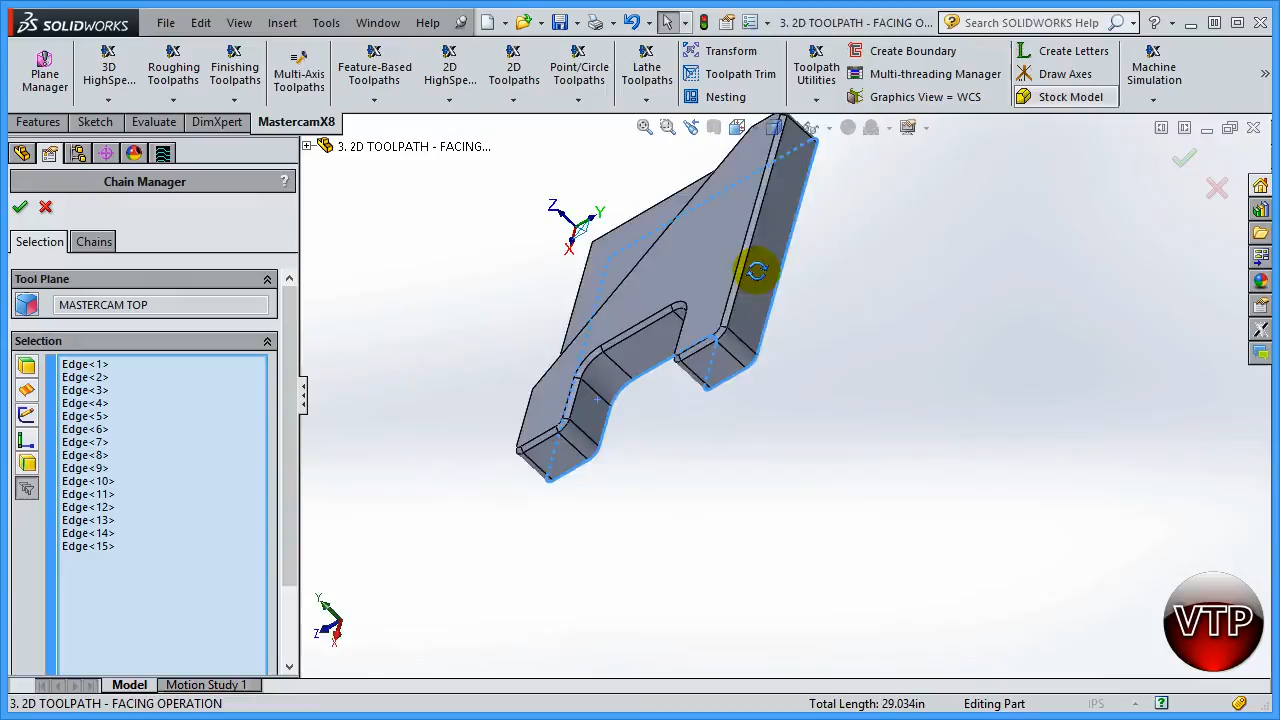 SOLIDWORKS File Edit View Insert Tools Window Help 3. 2D TOOLPATH - FACING O... Search SOLIDWORKS Help
Plane Manager
3D HighSpe...
Roughing Toolpaths
Finishing Toolpaths
Multi-Axis Toolpaths
Feature-Based Toolpaths
2D HighSpe...
2D Toolpaths
Point/Circle Toolpaths
Lathe Toolpaths
Transform
Toolpath Trim
Nesting
Toolpath Utilities
Create Boundary
Multi-threading Manager
Graphics View = WCS
Create Letters
Draw Axes
Stock Model
Machine Simulation
Features Sketch Evaluate DimXpert MastercamX8
3. 2D TOOLPATH - FACING...
Chain Manager ?
Selection Chains
Tool Plane
MASTERCAM TOP
Selection
Edge<1>
Edge<2>
Edge<3>
Edge<4>
Edge<5>
Edge<6>
Edge<7>
Edge<8>
Edge<9>
Edge<10>
Edge<11>
Edge<12>
Edge<13>
Edge<14>
Edge<15>
Z Y
X
Y
Z X
VTP
Model Motion Study 1
3. 2D TOOLPATH - FACING OPERATION Total Length: 29.034in Editing Part IPS ?